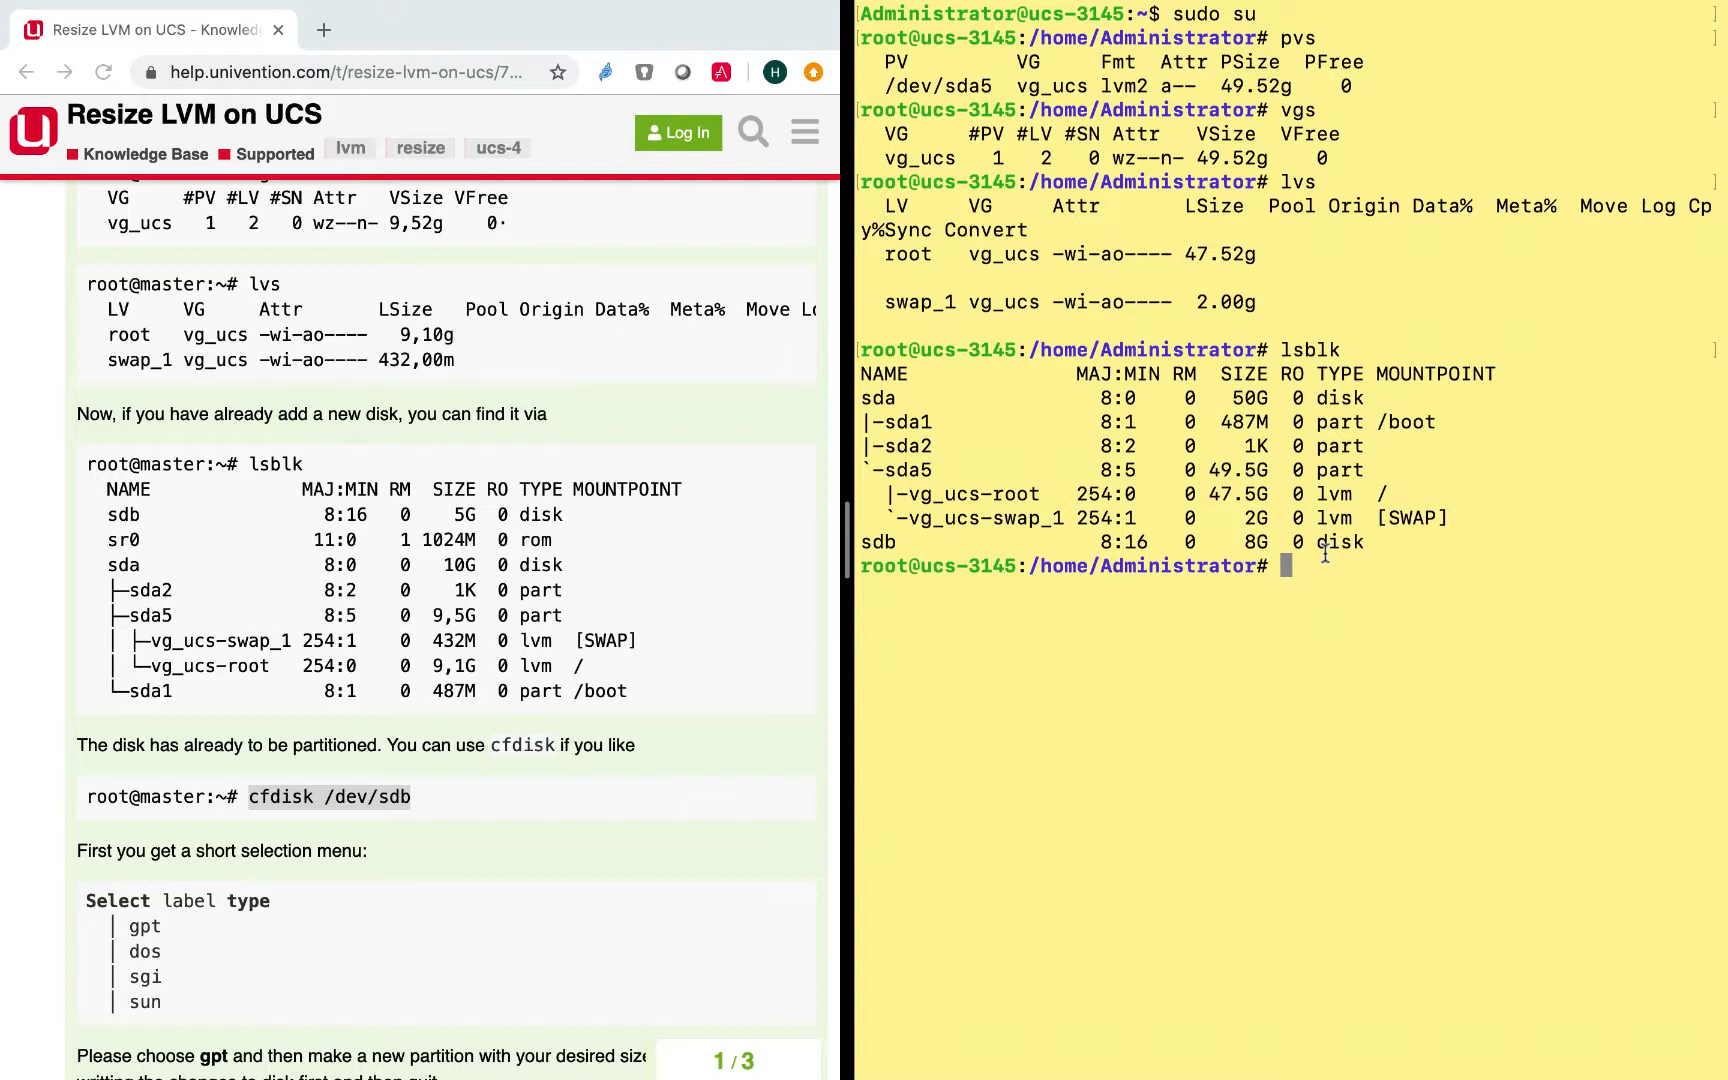 Resize LVM on UCS - Knowled
help.univention.com/t/resize-lvm-on-ucs/7...
H
Resize LVM on UCS
Knowledge Base Supported lvm resize ucs-4
Log In
VG #PV #LV #SN Attr VSize VFree
vg_ucs 1 2 0 wz--n- 9,52g 0·
root@master:~# lvs
LV VG Attr LSize Pool Origin Data% Meta% Move
root vg_ucs -wi-ao---- 9,10g
swap_1 vg_ucs -wi-ao---- 432,00m
Now, if you have already add a new disk, you can find it via
root@master:~# lsblk
NAME MAJ:MIN RM SIZE RO TYPE MOUNTPOINT
sdb 8:16 0 5G 0 disk
sr0 11:0 1 1024M 0 rom
sda 8:0 0 10G 0 disk
├─sda2 8:2 0 1K 0 part
├─sda5 8:5 0 9,5G 0 part
│ ├─vg_ucs-swap_1 254:1 0 432M 0 lvm [SWAP]
│ └─vg_ucs-root 254:0 0 9,1G 0 lvm /
└─sda1 8:1 0 487M 0 part /boot
The disk has already to be partitioned. You can use cfdisk if you like
root@master:~# cfdisk /dev/sdb
First you get a short selection menu:
Select label type
│ gpt
│ dos
│ sgi
│ sun
Please choose gpt and then make a new partition with your desired size
1 / 3
Administrator@ucs-3145:~$ sudo su
root@ucs-3145:/home/Administrator# pvs
PV VG Fmt Attr PSize PFree
/dev/sda5 vg_ucs lvm2 a-- 49.52g 0
root@ucs-3145:/home/Administrator# vgs
VG #PV #LV #SN Attr VSize VFree
vg_ucs 1 2 0 wz--n- 49.52g 0
root@ucs-3145:/home/Administrator# lvs
LV VG Attr LSize Pool Origin Data% Meta% Move Log Cp
y%Sync Convert
root vg_ucs -wi-ao---- 47.52g
swap_1 vg_ucs -wi-ao---- 2.00g
root@ucs-3145:/home/Administrator# lsblk
NAME MAJ:MIN RM SIZE RO TYPE MOUNTPOINT
sda 8:0 0 50G 0 disk
|-sda1 8:1 0 487M 0 part /boot
|-sda2 8:2 0 1K 0 part
`-sda5 8:5 0 49.5G 0 part
|-vg_ucs-root 254:0 0 47.5G 0 lvm /
`-vg_ucs-swap_1 254:1 0 2G 0 lvm [SWAP]
sdb 8:16 0 8G 0 disk
root@ucs-3145:/home/Administrator#